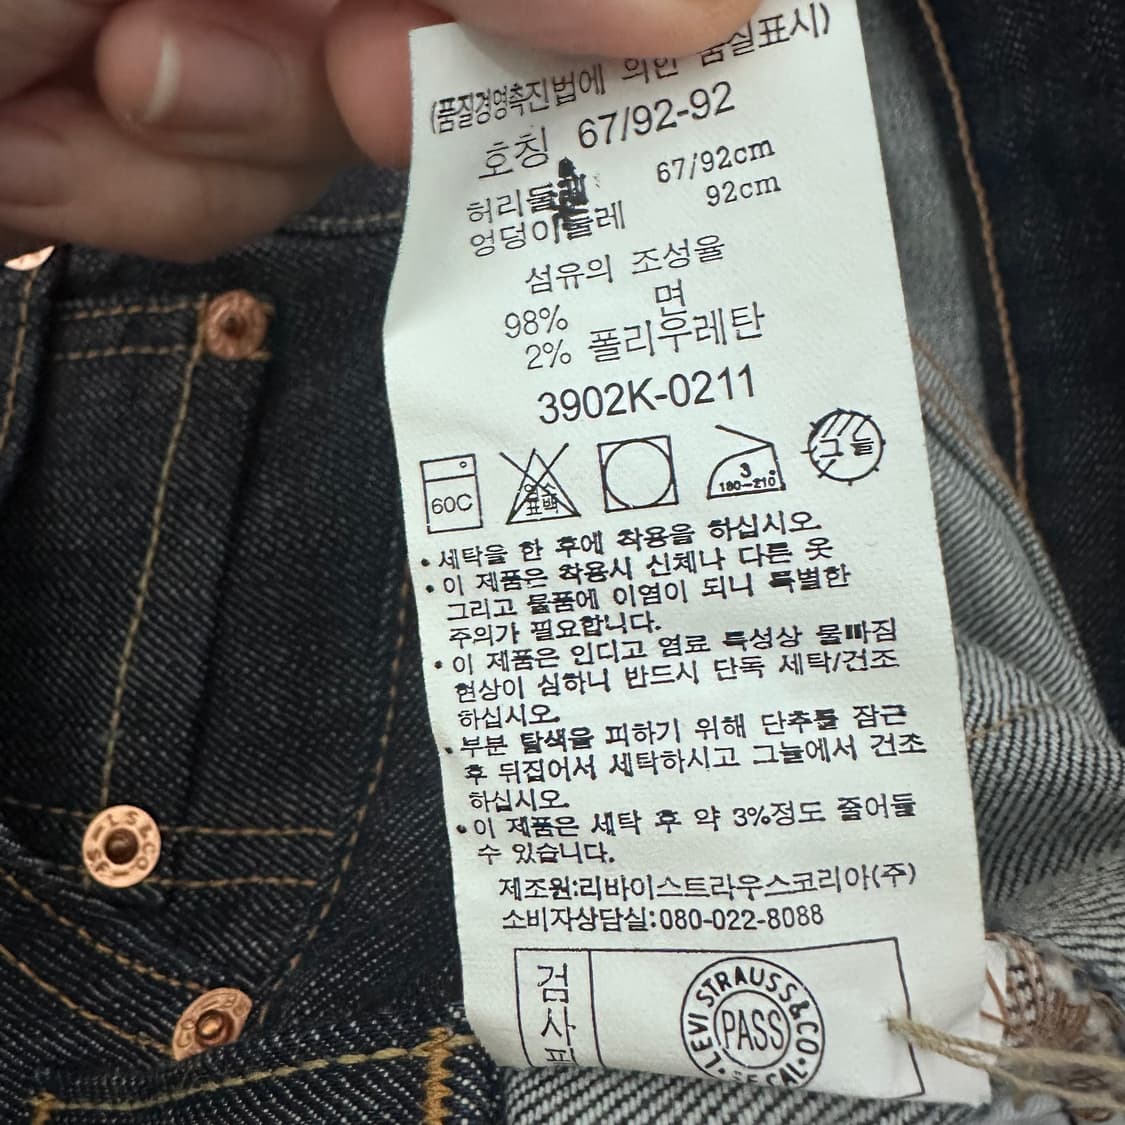 (품질경영촉진법에 의한 품질표시)
호칭 67/92-92
허리둘레 67/92cm
엉덩이둘레 92cm
섬유의 조성율
98% 면
2% 폴리우레탄
3902K-0211
60C
염소
표백
3
180-210°
그늘
•세탁을 한 후에 착용을 하십시오.
•이 제품은 착용시 신체나 다른 옷
그리고 물품에 이염이 되니 특별한
주의가 필요합니다.
•이 제품은 인디고 염료 특성상 물빠짐
현상이 심하니 반드시 단독 세탁/건조
하십시오.
•부분 탈색을 피하기 위해 단추를 잠근
후 뒤집어서 세탁하시고 그늘에서 건조
하십시오.
•이 제품은 세탁 후 약 3%정도 줄어들
수 있습니다.
제조원:리바이스트라우스코리아(주)
소비자상담실:080-022-8088
검
사
필
LEVI STRAUSS&CO
PASS
CAL
L.S.&CO